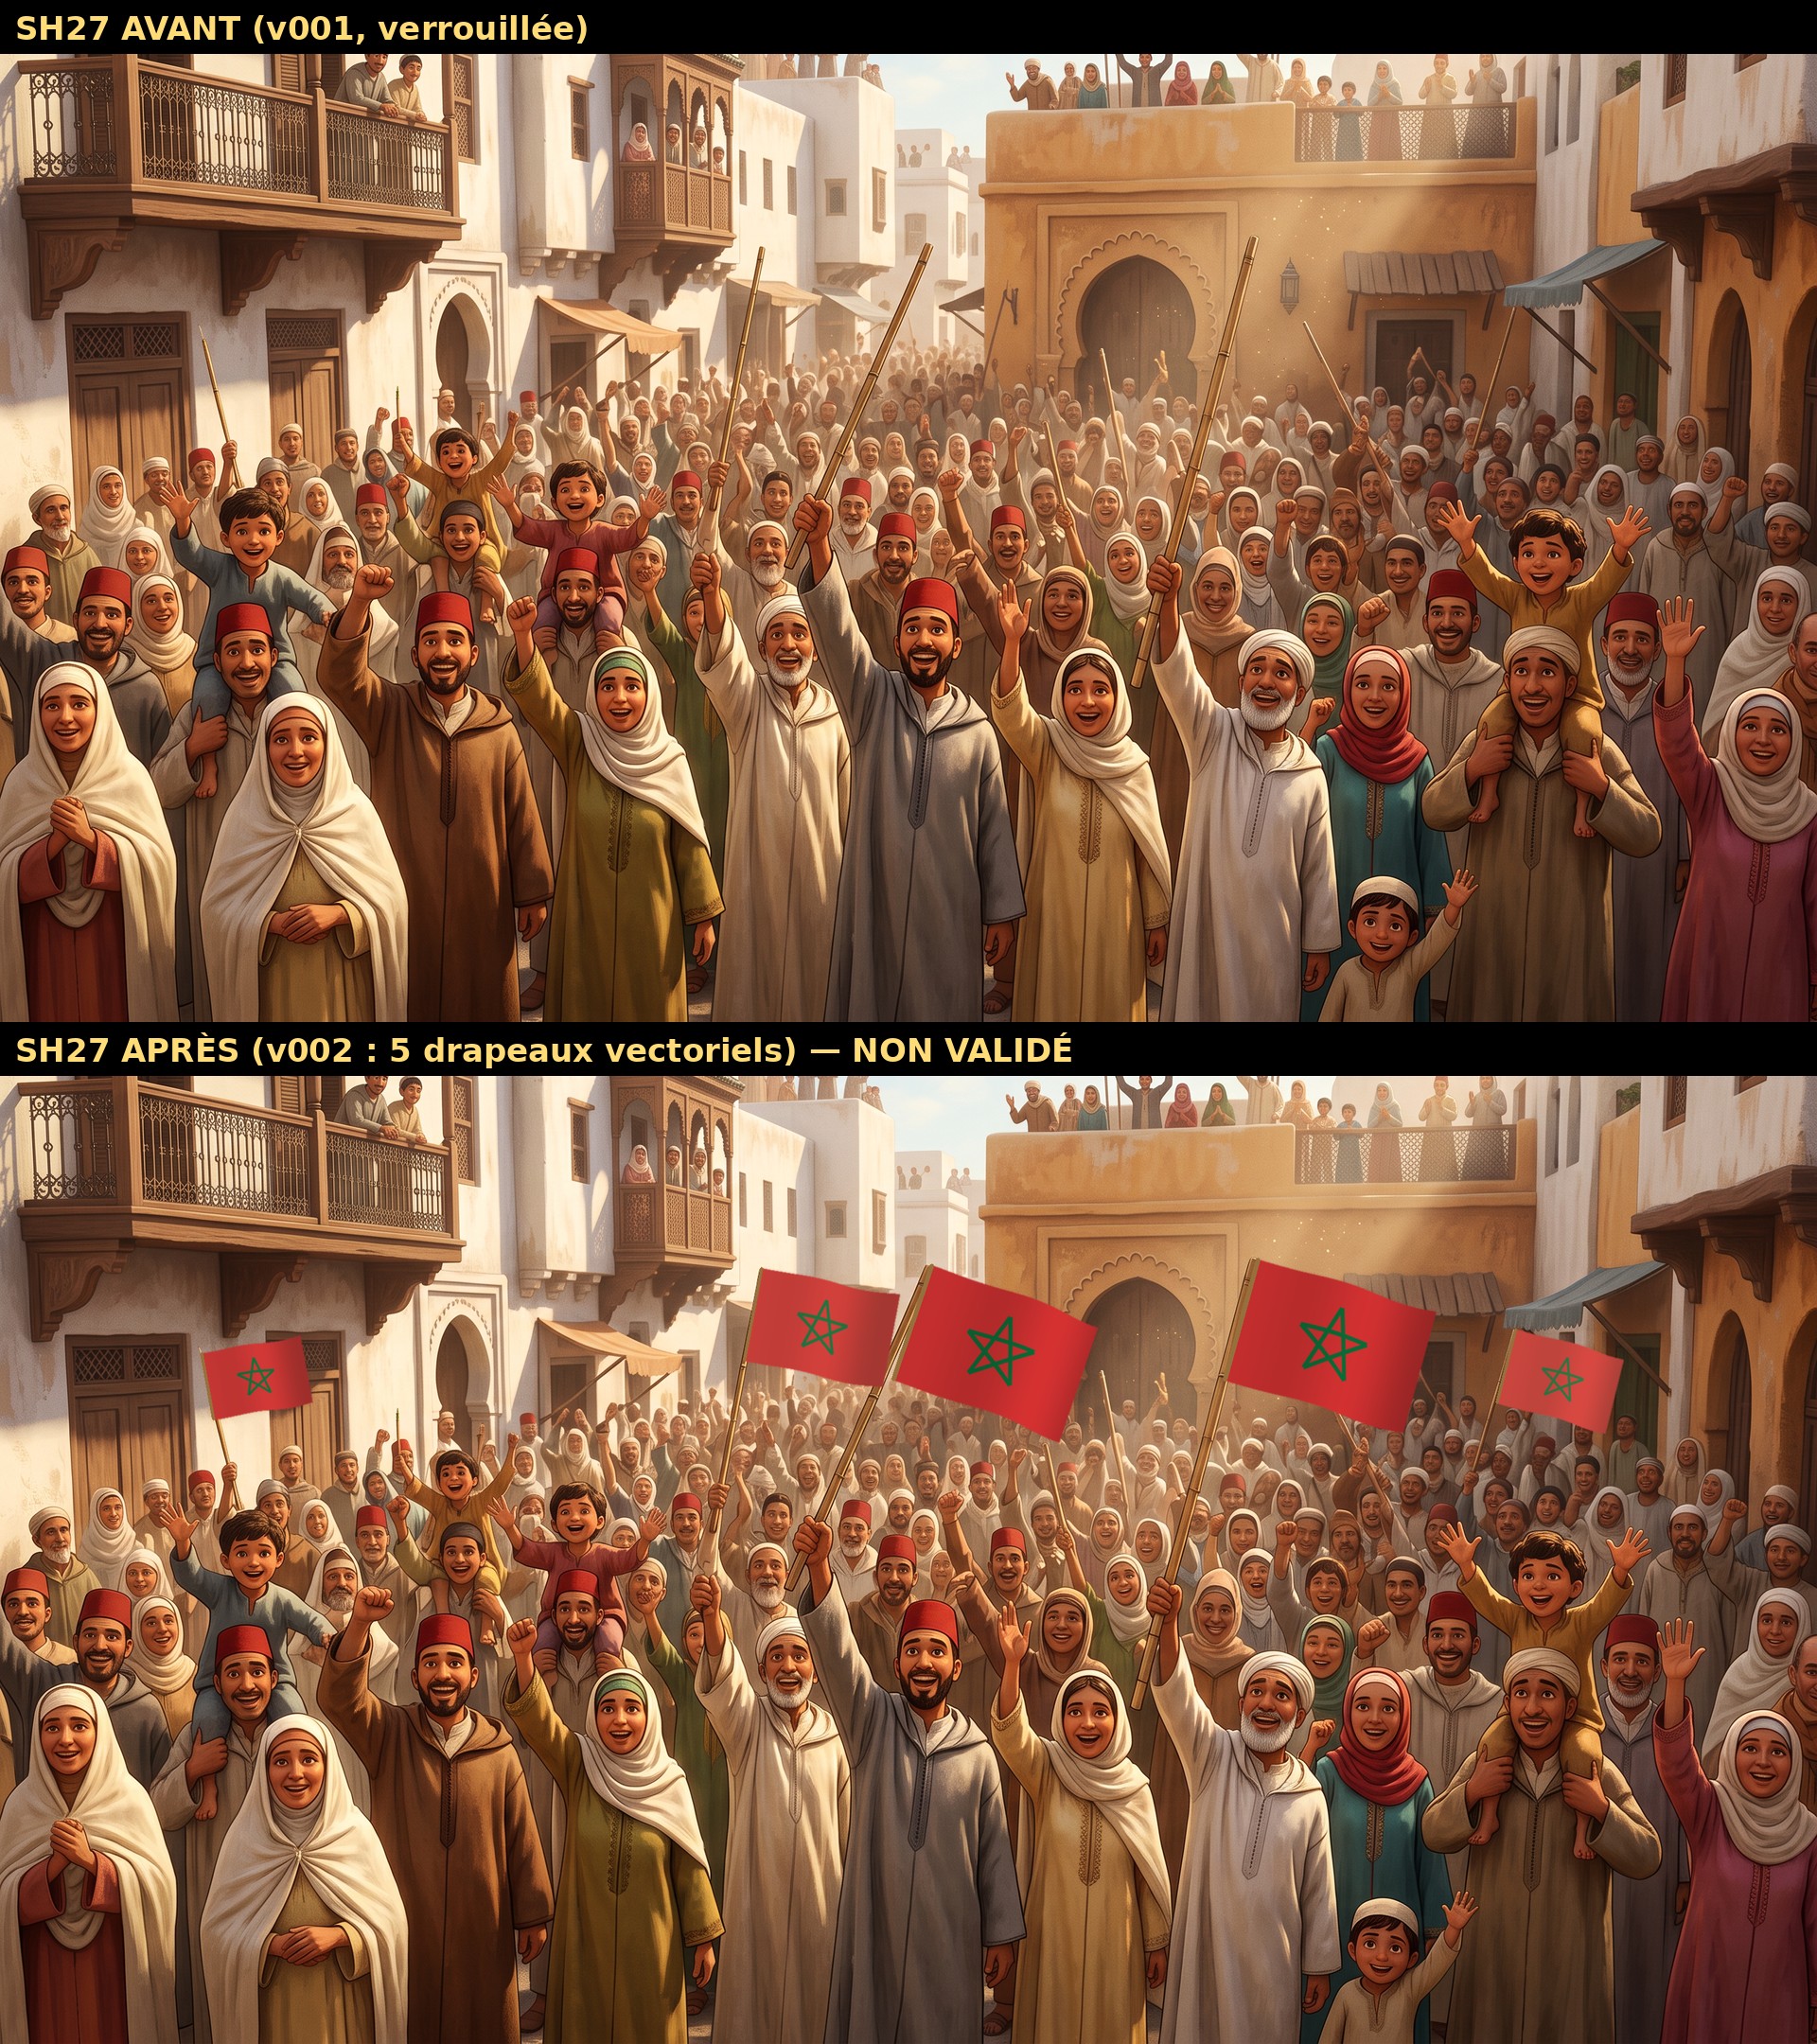 SH27 AVANT (v001, verrouillée)
SH27 APRÈS (v002 : 5 drapeaux vectoriels) — NON VALIDÉ